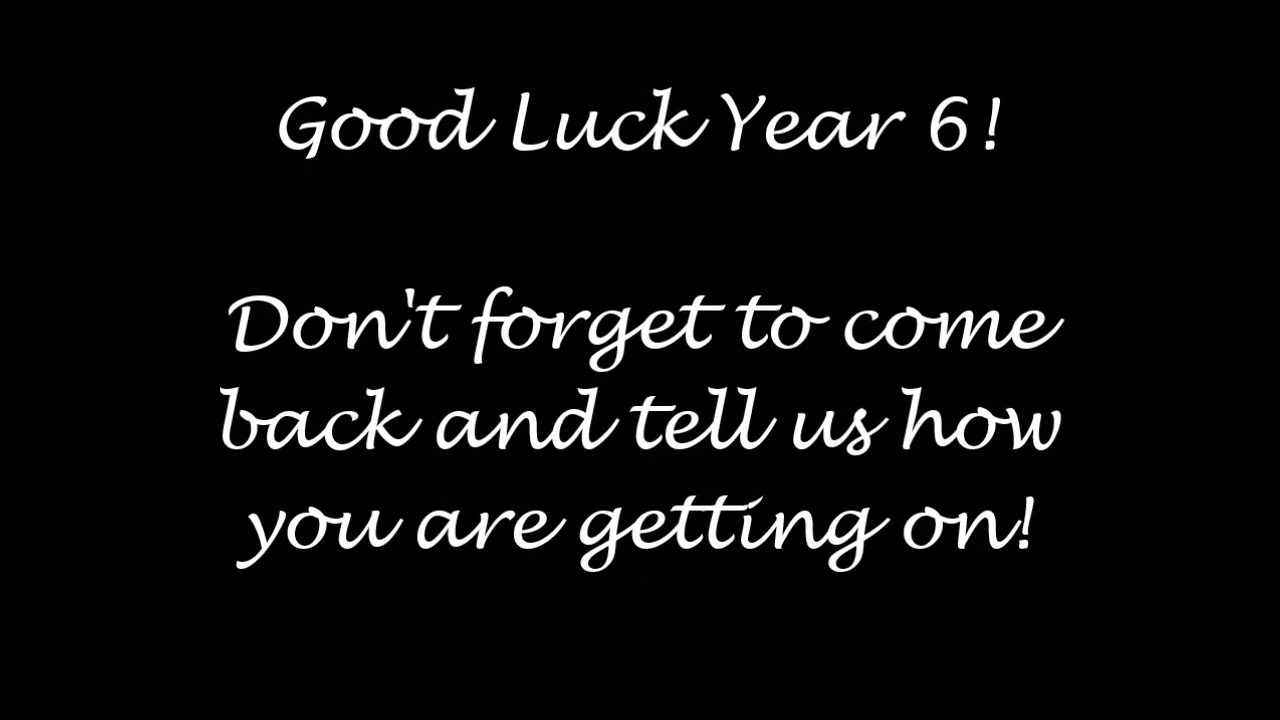 Good Luck Year 6!
Don't forget to come
back and tell us how
you are getting on!